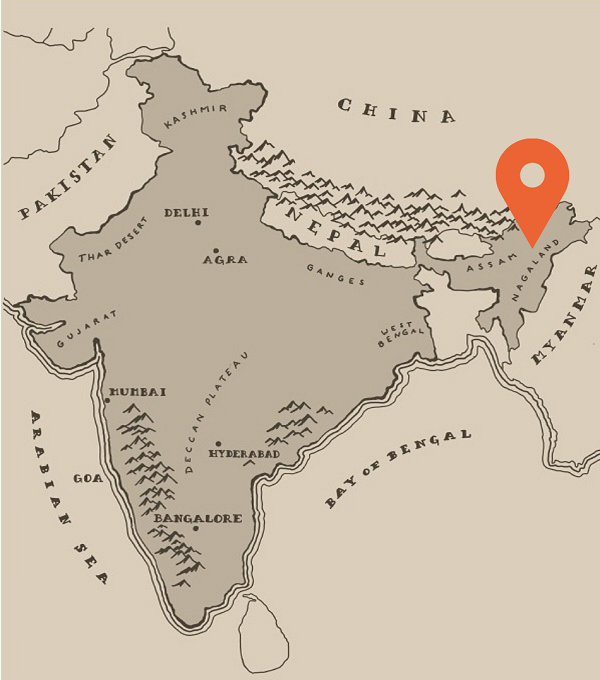 KASHMIR
CHINA
PAKISTAN
DELHI
NEPAL
THAR DESERT
AGRA
ASSAM
NAGALAND
GANGES
MYANMAR
GUJARAT
WEST
BENGAL
MUMBAI
DECCAN PLATEAU
HYDERABAD
ARABIAN SEA
BAY OF BENGAL
GOA
BANGALORE